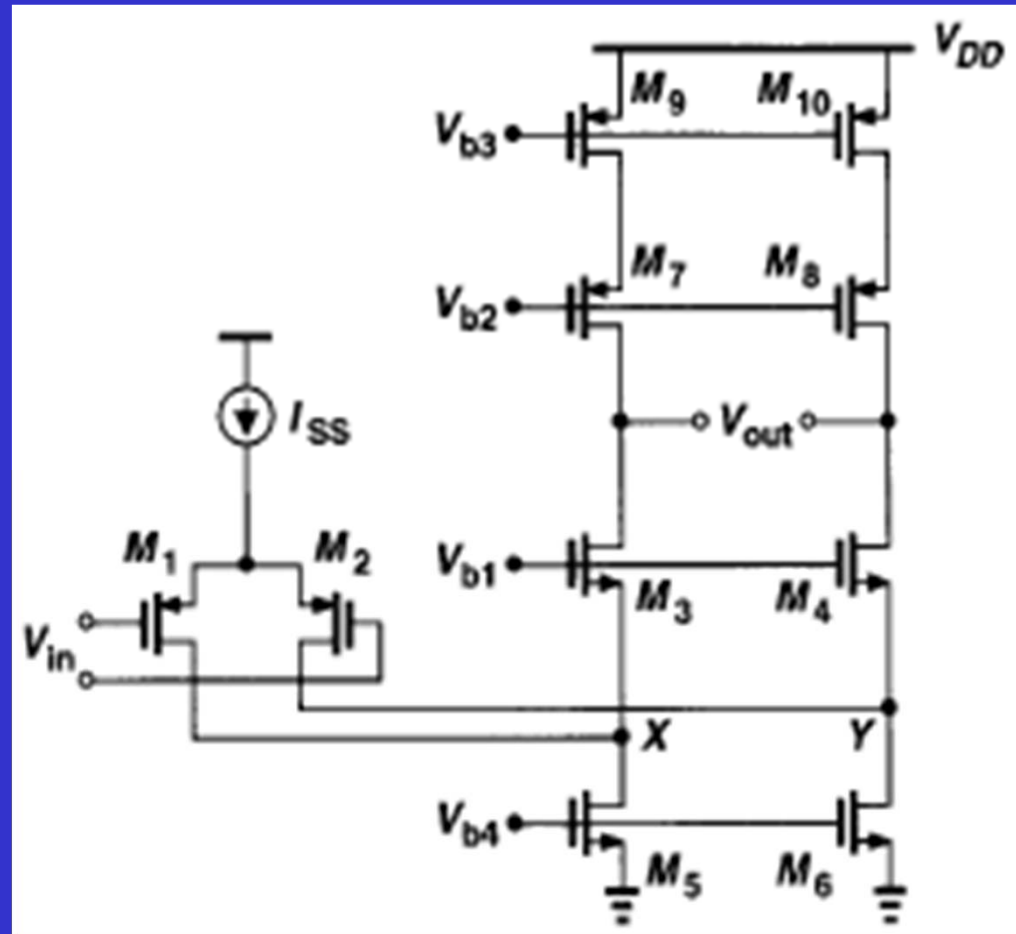 V_DD
M_9 M_10
V_b3
M_7 M_8
V_b2
I_SS
V_out
M_1 M_2
V_b1
M_3 M_4
V_in
X Y
V_b4
M_5 M_6